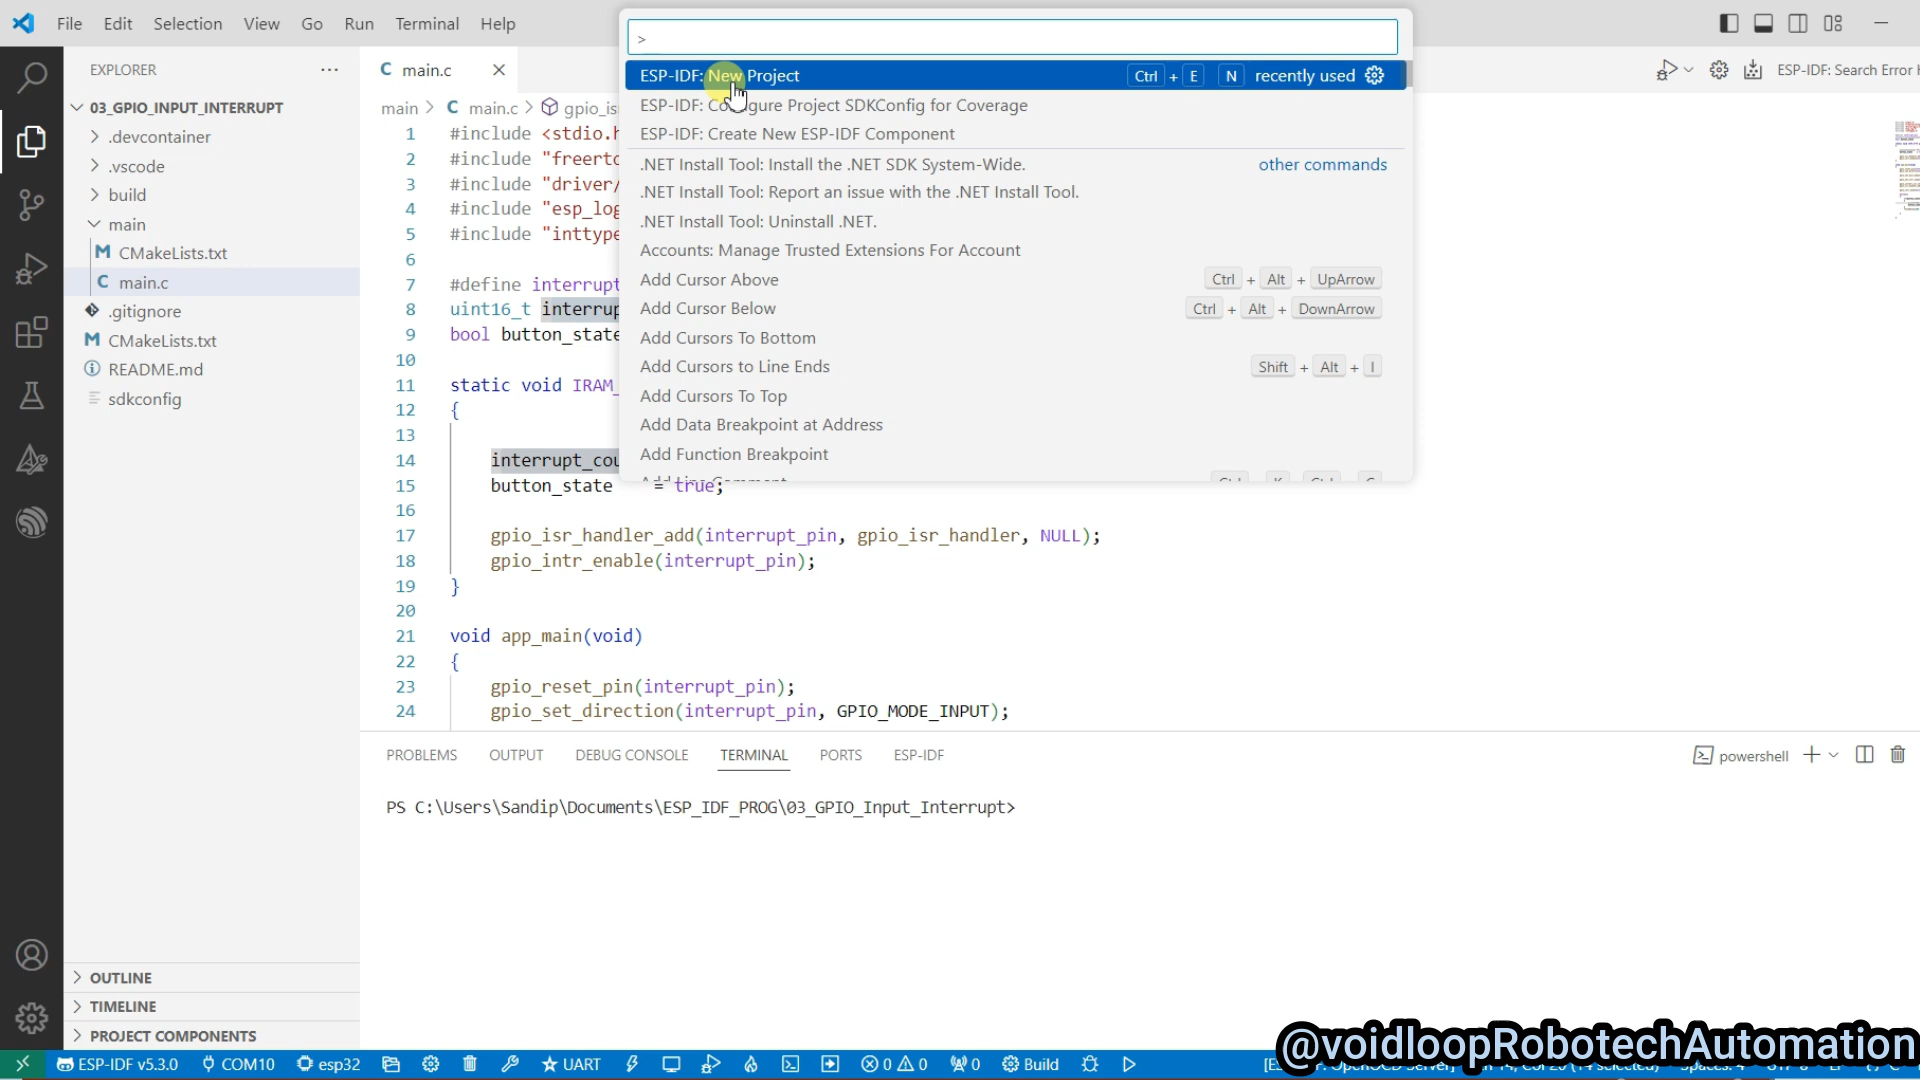 File Edit Selection View Go Run Terminal Help
>
ESP-IDF: New Project Ctrl + E N recently used
ESP-IDF: Configure Project SDKConfig for Coverage
ESP-IDF: Create New ESP-IDF Component
.NET Install Tool: Install the .NET SDK System-Wide. other commands
.NET Install Tool: Report an issue with the .NET Install Tool.
.NET Install Tool: Uninstall .NET.
Accounts: Manage Trusted Extensions For Account
Add Cursor Above Ctrl + Alt + UpArrow
Add Cursor Below Ctrl + Alt + DownArrow
Add Cursors To Bottom
Add Cursors to Line Ends Shift + Alt + I
Add Cursors To Top
Add Data Breakpoint at Address
Add Function Breakpoint
EXPLORER ...
03_GPIO_INPUT_INTERRUPT
.devcontainer
.vscode
build
main
M CMakeLists.txt
C main.c
.gitignore
M CMakeLists.txt
README.md
sdkconfig
OUTLINE
TIMELINE
PROJECT COMPONENTS
C main.c
ESP-IDF: Search Error
main > C main.c > gpio_is
1 #include <stdio.h
2 #include "freerto
3 #include "driver/
4 #include "esp_log
5 #include "inttype
6
7 #define interrupt
8 uint16_t interrup
9 bool button_state
10
11 static void IRAM_
12 {
13
14 interrupt_cou
15 button_state = true;
16
17 gpio_isr_handler_add(interrupt_pin, gpio_isr_handler, NULL);
18 gpio_intr_enable(interrupt_pin);
19 }
20
21 void app_main(void)
22 {
23 gpio_reset_pin(interrupt_pin);
24 gpio_set_direction(interrupt_pin, GPIO_MODE_INPUT);
PROBLEMS OUTPUT DEBUG CONSOLE TERMINAL PORTS ESP-IDF
powershell
PS C:\Users\Sandip\Documents\ESP_IDF_PROG\03_GPIO_Input_Interrupt>
@voidloopRobotechAutomation
ESP-IDF v5.3.0 COM10 esp32 UART 0 0 0 Build